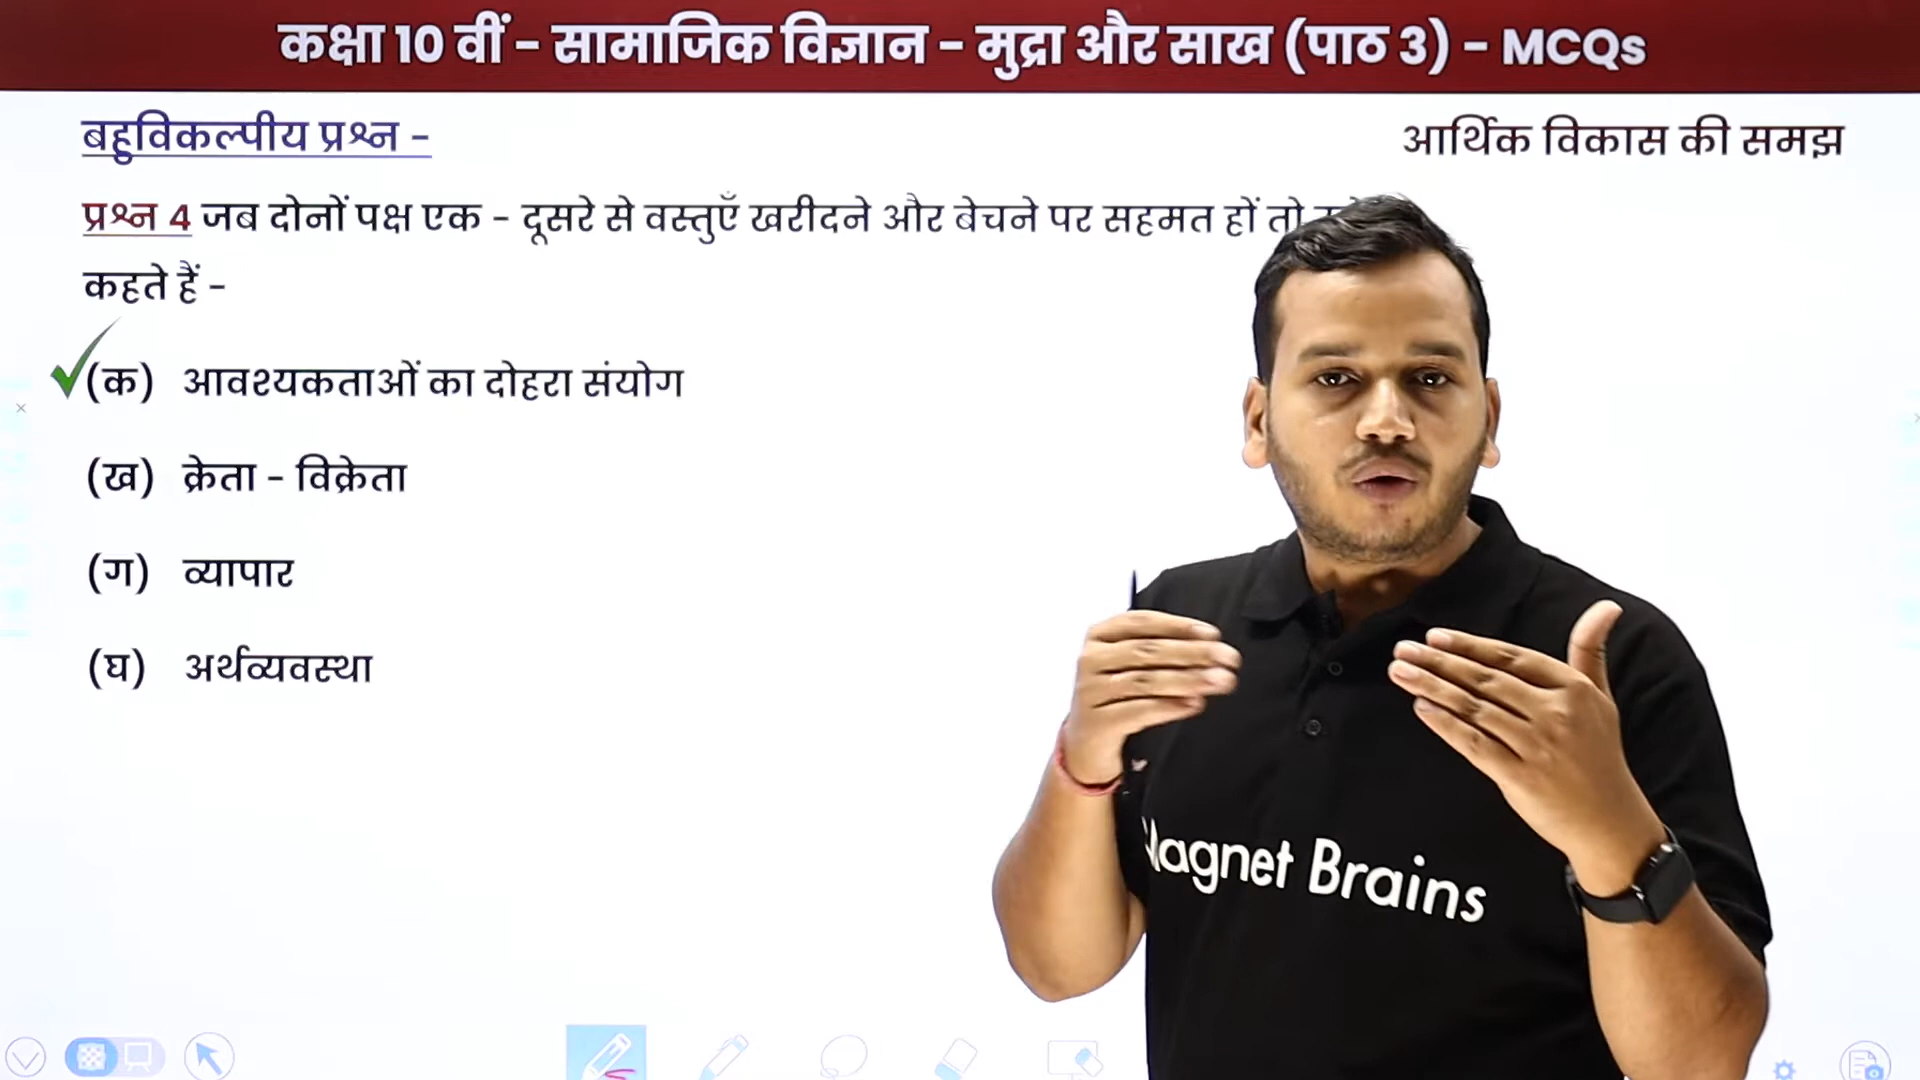 कक्षा 10 वीं - सामाजिक विज्ञान - मुद्रा और साख (पाठ 3) - MCQs
बहुविकल्पीय प्रश्न -
आर्थिक विकास की समझ
प्रश्न 4 जब दोनों पक्ष एक - दूसरे से वस्तुएँ खरीदने और बेचने पर सहमत हों तो
कहते हैं -
(क) आवश्यकताओं का दोहरा संयोग
(ख) क्रेता - विक्रेता
(ग) व्यापार
(घ) अर्थव्यवस्था
Magnet Brains